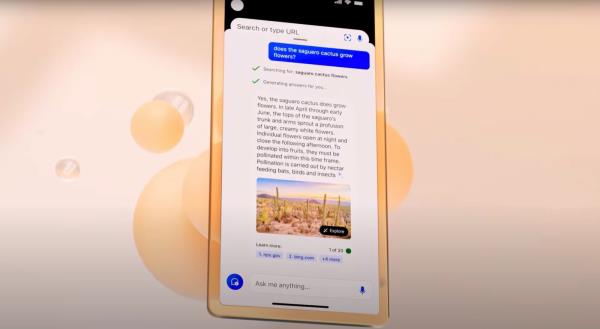 Search or type URL
does the saguaro cactus grow
flowers?
Searching for: saguaro cactus flowers
Generating answers for you...
Yes, the saguaro cactus does grow
flowers. In late April through early
June, the tops of the saguaro's
trunk and arms sprout a profusion
of large, creamy white flowers.
Individual flowers open at night and
close the following afternoon. To
develop into fruits, they must be
pollinated within this time frame.
Pollination is carried out by nectar
feeding bats, birds and insects
Explore
Learn more: 1 of 20
1. nps.gov 2. bing.com +4 more
Ask me anything...